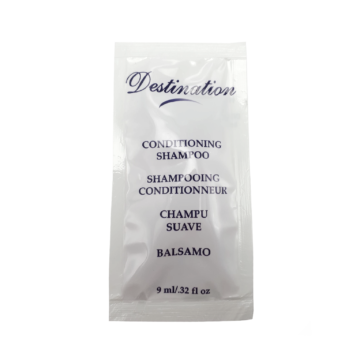 Destination
CONDITIONING
SHAMPOO
SHAMPOOING
CONDITIONNEUR
CHAMPU
SUAVE
BALSAMO
9 ml/.32 fl oz